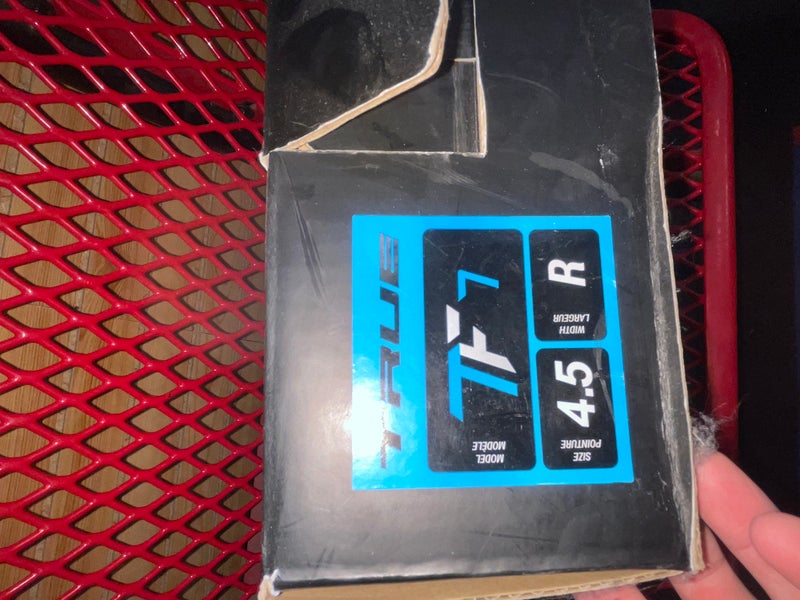 TRUE
MODEL
MODÈLE
TF7
SIZE
POINTURE
4.5
WIDTH
LARGEUR
R